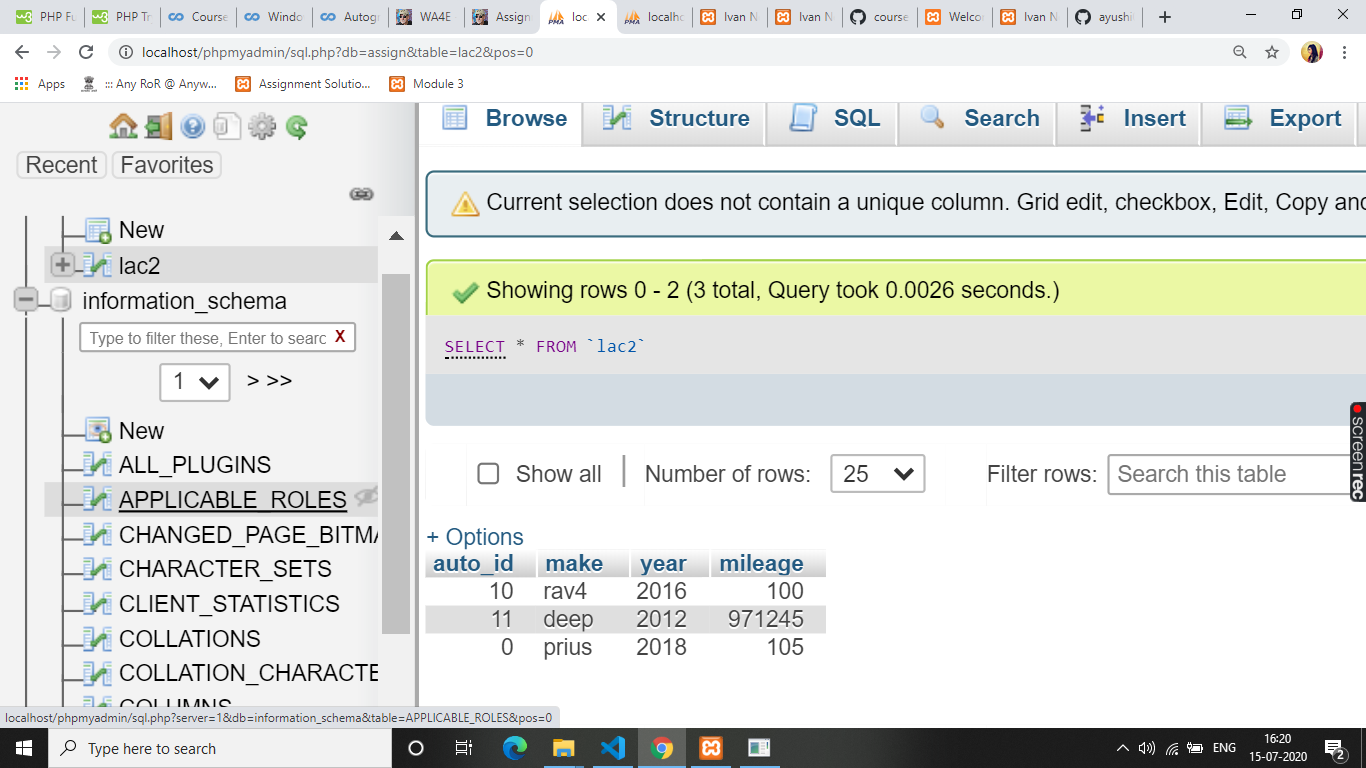 PHP Fu
PHP Tr
Course
Windo
Autogr
WA4E
Assign
loc
localho
Ivan N
Ivan N
course
Welcom
Ivan N
ayushi
localhost/phpmyadmin/sql.php?db=assign&table=lac2&pos=0
Apps
::: Any RoR @ Anyw...
Assignment Solutio...
Module 3
Browse
Structure
SQL
Search
Insert
Export
Recent
Favorites
Current selection does not contain a unique column. Grid edit, checkbox, Edit, Copy and
New
lac2
information_schema
Type to filter these, Enter to searc X
1 > >>
New
ALL_PLUGINS
APPLICABLE_ROLES
CHANGED_PAGE_BITMA
CHARACTER_SETS
CLIENT_STATISTICS
COLLATIONS
COLLATION_CHARACTE
COLUMNS
Showing rows 0 - 2 (3 total, Query took 0.0026 seconds.)
SELECT * FROM `lac2`
Show all
Number of rows: 25
Filter rows: Search this table
+ Options
auto_id make year mileage
10 rav4 2016 100
11 deep 2012 971245
0 prius 2018 105
screenrec
localhost/phpmyadmin/sql.php?server=1&db=information_schema&table=APPLICABLE_ROLES&pos=0
Type here to search
ENG
16:20
15-07-2020
2